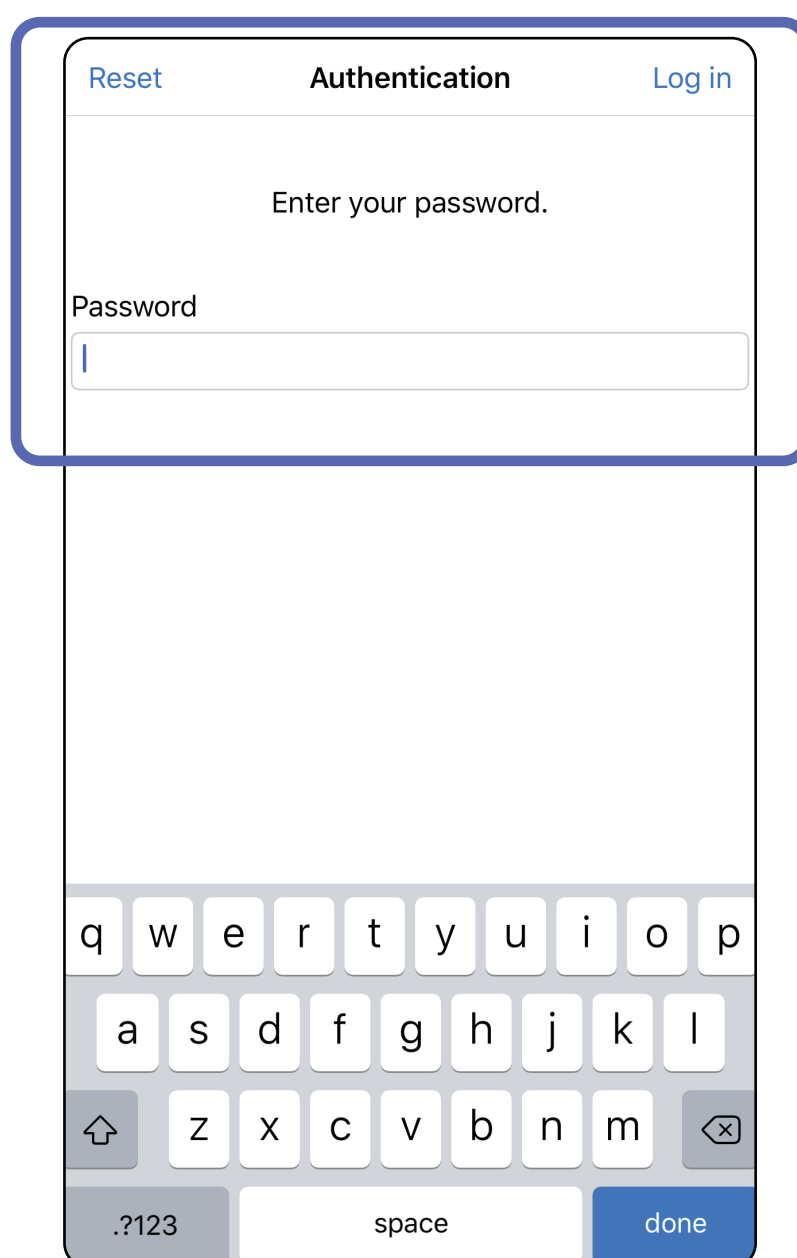 Reset Authentication Log in
Enter your password.
Password
q w e r t y u i o p
a s d f g h j k l
z x c v b n m
.?123 space done